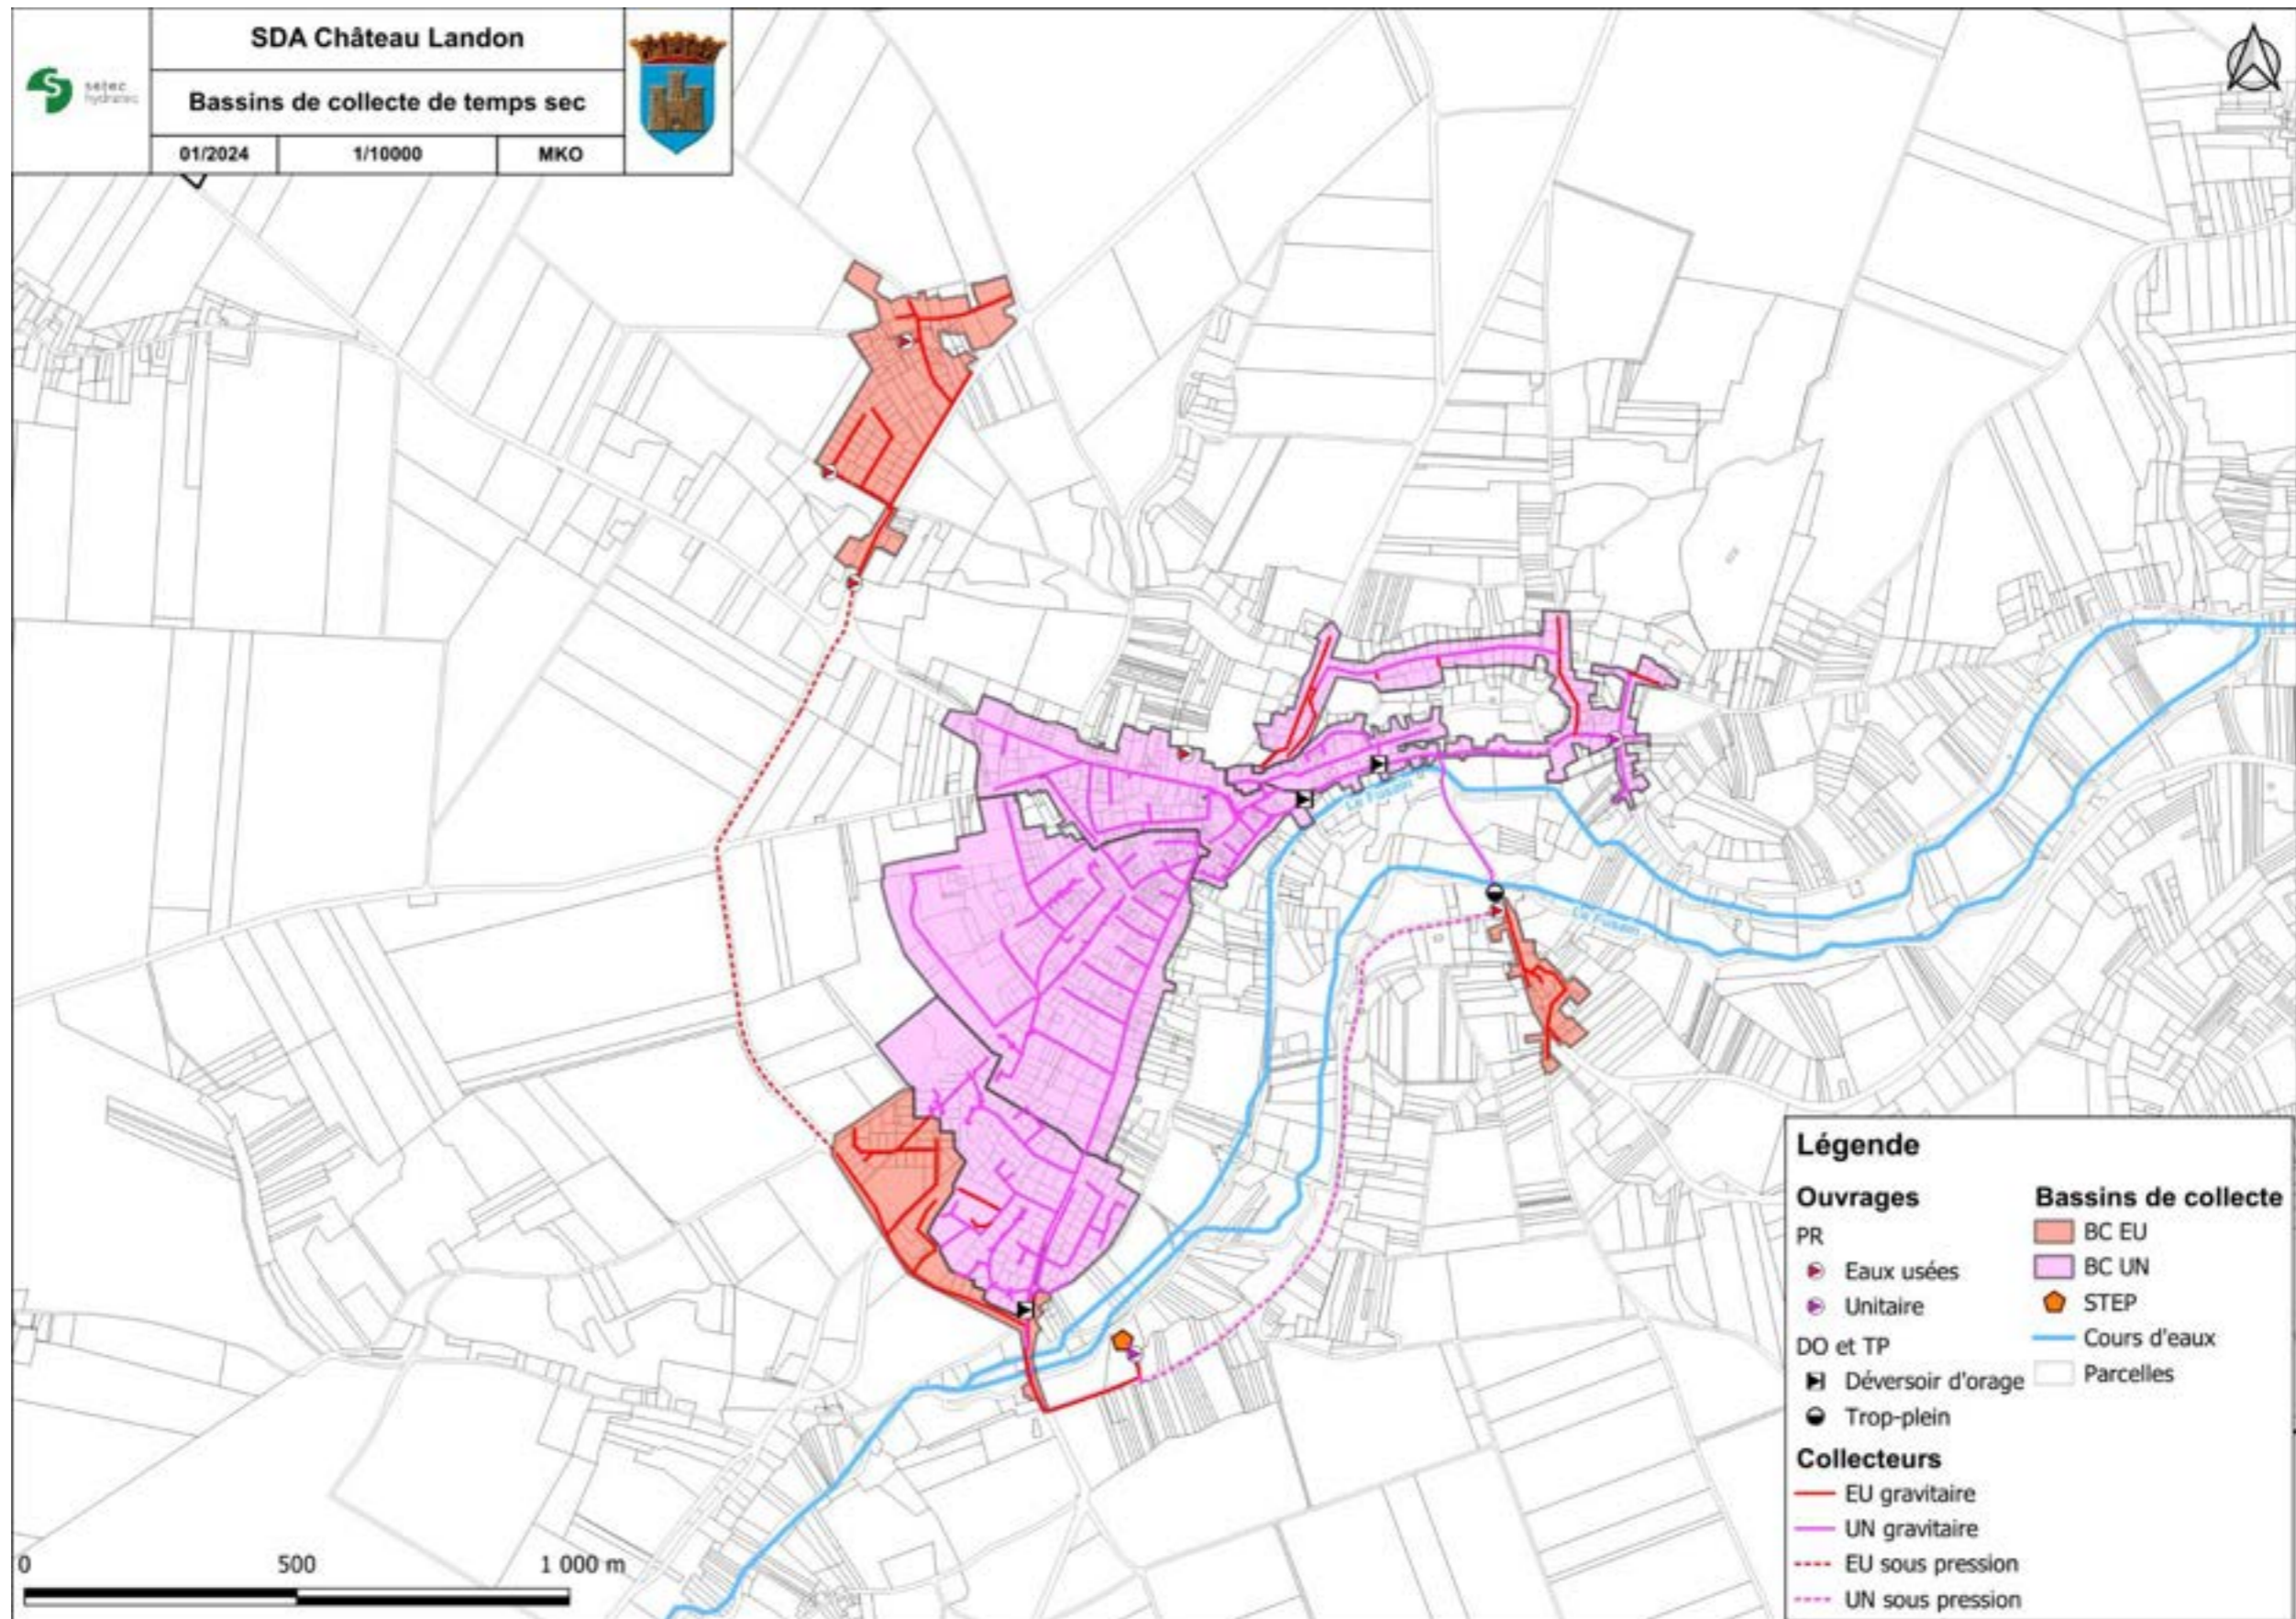 setec
hydratec
SDA Château Landon
Bassins de collecte de temps sec
01/2024
1/10000
MKO
Le Fusain
Le Fusain
Légende
Ouvrages
PR
Eaux usées
Unitaire
DO et TP
Déversoir d'orage
Trop-plein
Collecteurs
EU gravitaire
UN gravitaire
EU sous pression
UN sous pression
Bassins de collecte
BC EU
BC UN
STEP
Cours d'eaux
Parcelles
0 500 1 000 m